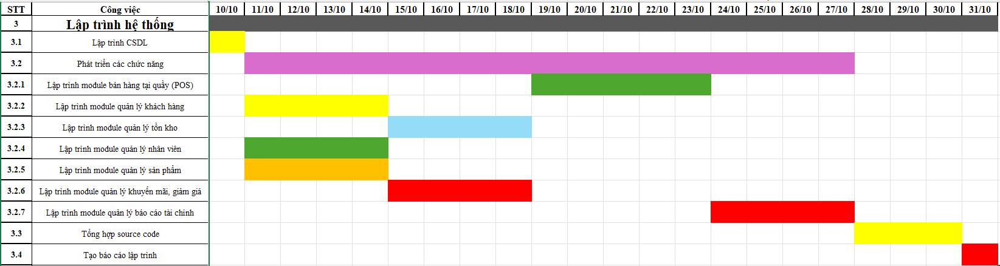 STT Công việc 10/10 11/10 12/10 13/10 14/10 15/10 16/10 17/10 18/10 19/10 20/10 21/10 22/10 23/10 24/10 25/10 26/10 27/10 28/10 29/10 30/10 31/10
3 Lập trình hệ thống
3.1 Lập trình CSDL
3.2 Phát triển các chức năng
3.2.1 Lập trình module bán hàng tại quầy (POS)
3.2.2 Lập trình module quản lý khách hàng
3.2.3 Lập trình module quản lý tồn kho
3.2.4 Lập trình module quản lý nhân viên
3.2.5 Lập trình module quản lý sản phẩm
3.2.6 Lập trình module quản lý khuyến mãi, giảm giá
3.2.7 Lập trình module quản lý báo cáo tài chính
3.3 Tổng hợp source code
3.4 Tạo báo cáo lập trình